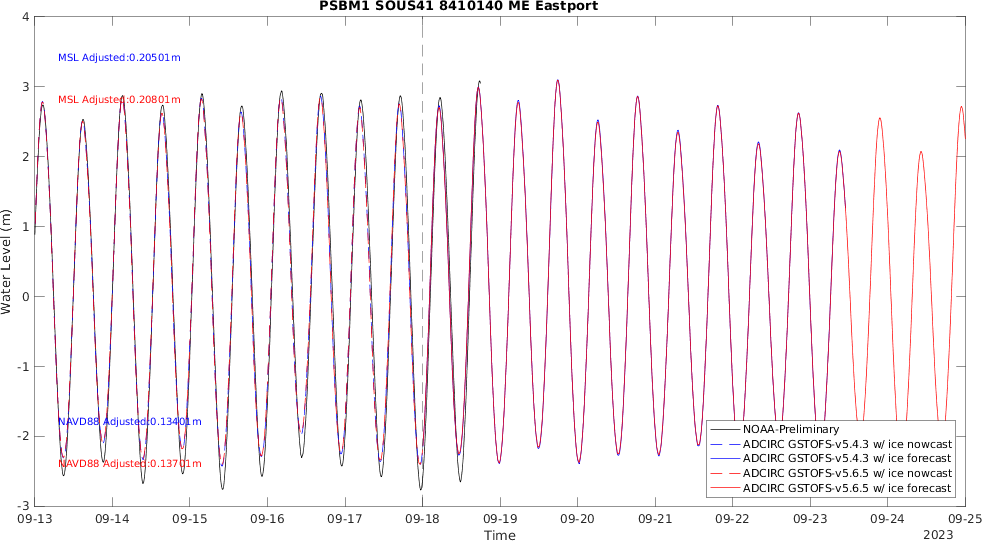 PSBM1 SOUS41 8410140 ME Eastport
4
3
2
1
0
-1
-2
-3
Water Level (m)
MSL Adjusted:0.20501m
MSL Adjusted:0.20801m
NAVD88 Adjusted:0.13401m
NAVD88 Adjusted:0.13701m
NOAA-Preliminary
ADCIRC GSTOFS-v5.4.3 w/ ice nowcast
ADCIRC GSTOFS-v5.4.3 w/ ice forecast
ADCIRC GSTOFS-v5.6.5 w/ ice nowcast
ADCIRC GSTOFS-v5.6.5 w/ ice forecast
09-13 09-14 09-15 09-16 09-17 09-18 09-19 09-20 09-21 09-22 09-23 09-24 09-25
Time
2023